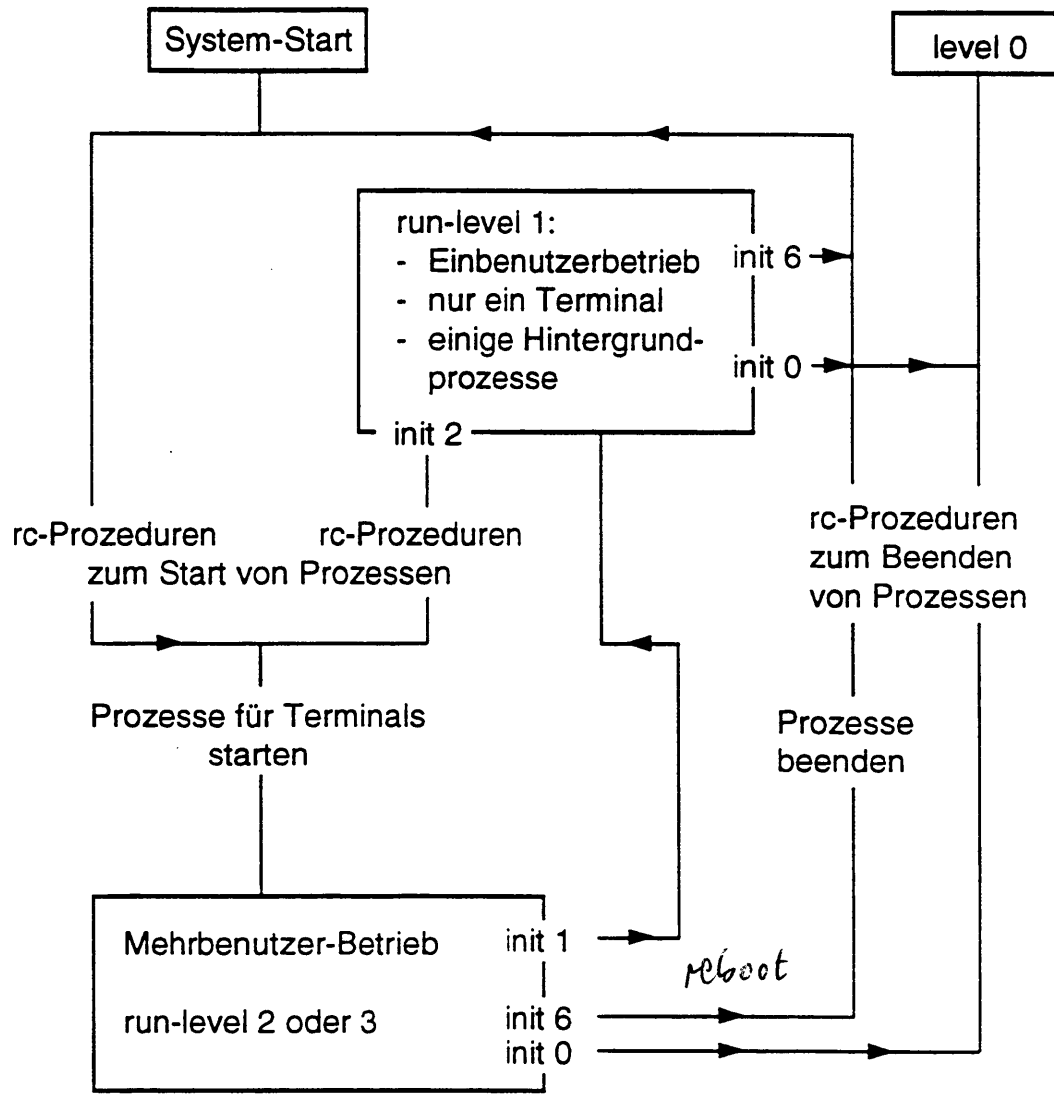 System-Start
level 0
run-level 1:
- Einbenutzerbetrieb
init 6
- nur ein Terminal
- einige Hintergrund-
prozesse
init 0
init 2
rc-Prozeduren
rc-Prozeduren
zum Start von Prozessen
rc-Prozeduren
zum Beenden
von Prozessen
Prozesse für Terminals
starten
Prozesse
beenden
Mehrbenutzer-Betrieb
init 1
reboot
run-level 2 oder 3
init 6
init 0